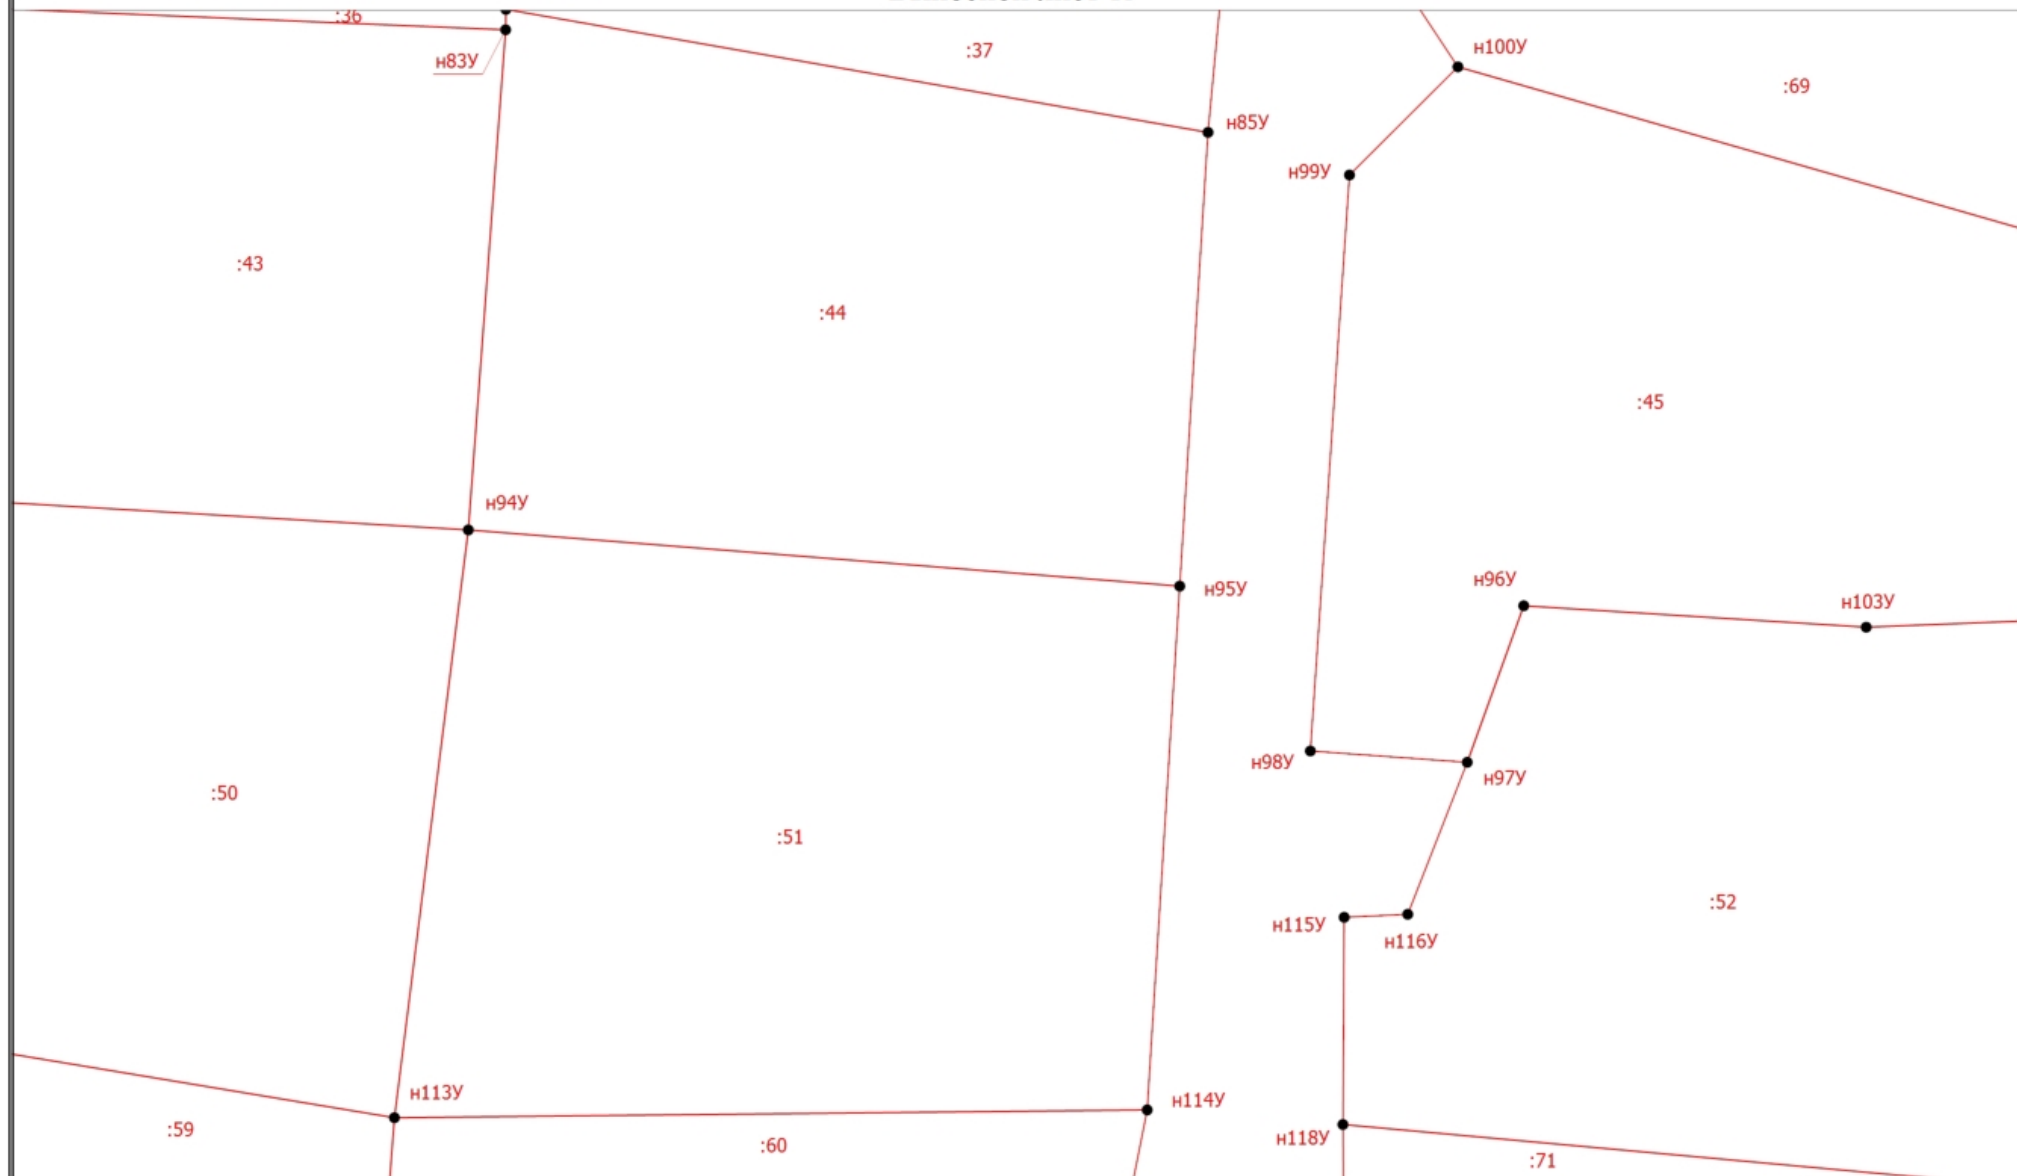 :36
н83У
:37
н100У
:69
н85У
н99У
:43
:44
:45
н94У
н95У
н96У
н103У
н98У
н97У
:50
:51
:52
н115У
н116У
н113У
н114У
:59
:60
н118У
:71